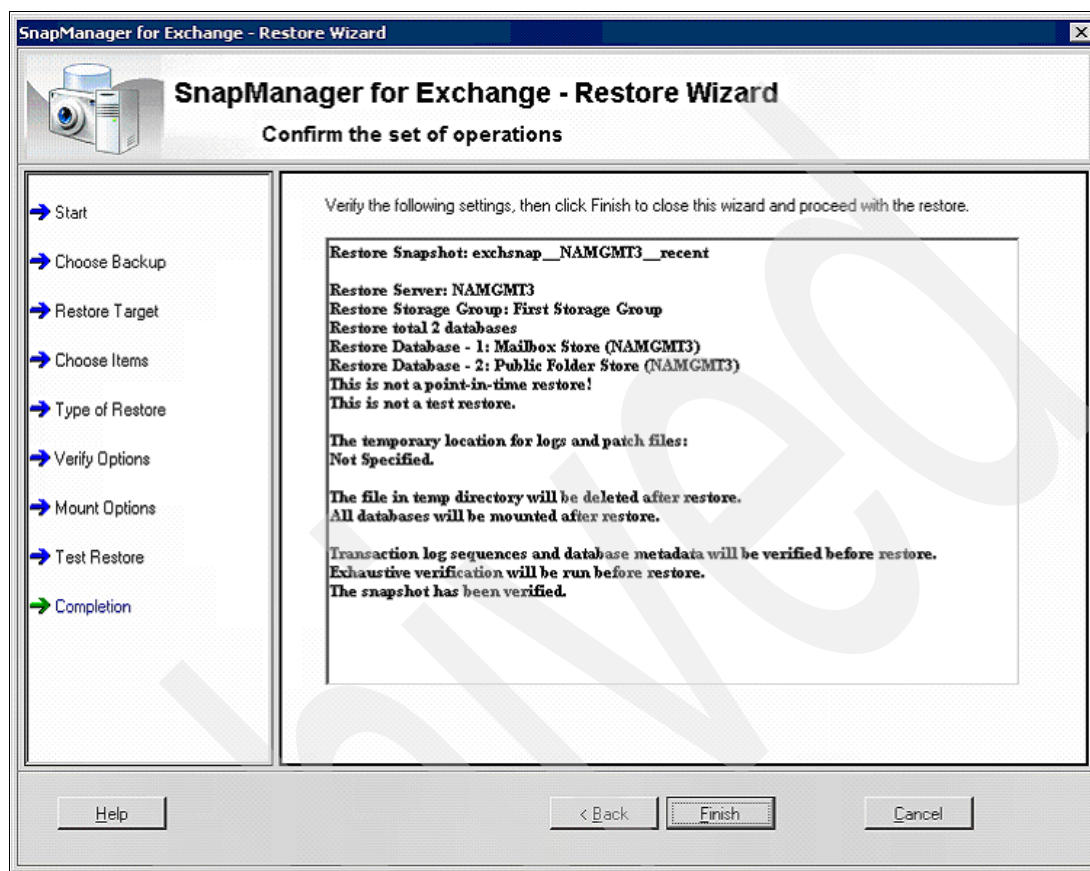 SnapManager for Exchange - Restore Wizard
SnapManager for Exchange - Restore Wizard
Confirm the set of operations
Start
Choose Backup
Restore Target
Choose Items
Type of Restore
Verify Options
Mount Options
Test Restore
Completion
Verify the following settings, then click Finish to close this wizard and proceed with the restore.
Restore Snapshot: exchsnap__NAMGMT3__recent
Restore Server: NAMGMT3
Restore Storage Group: First Storage Group
Restore total 2 databases
Restore Database - 1: Mailbox Store (NAMGMT3)
Restore Database - 2: Public Folder Store (NAMGMT3)
This is not a point-in-time restore!
This is not a test restore.
The temporary location for logs and patch files:
Not Specified.
The file in temp directory will be deleted after restore.
All databases will be mounted after restore.
Transaction log sequences and database metadata will be verified before restore.
Exhaustive verification will be run before restore.
The snapshot has been verified.
Help
< Back
Finish
Cancel